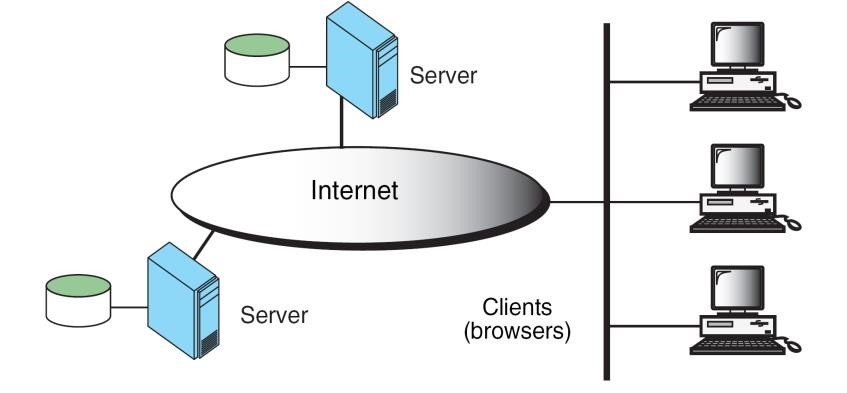 Server
Internet
Server
Clients
(browsers)